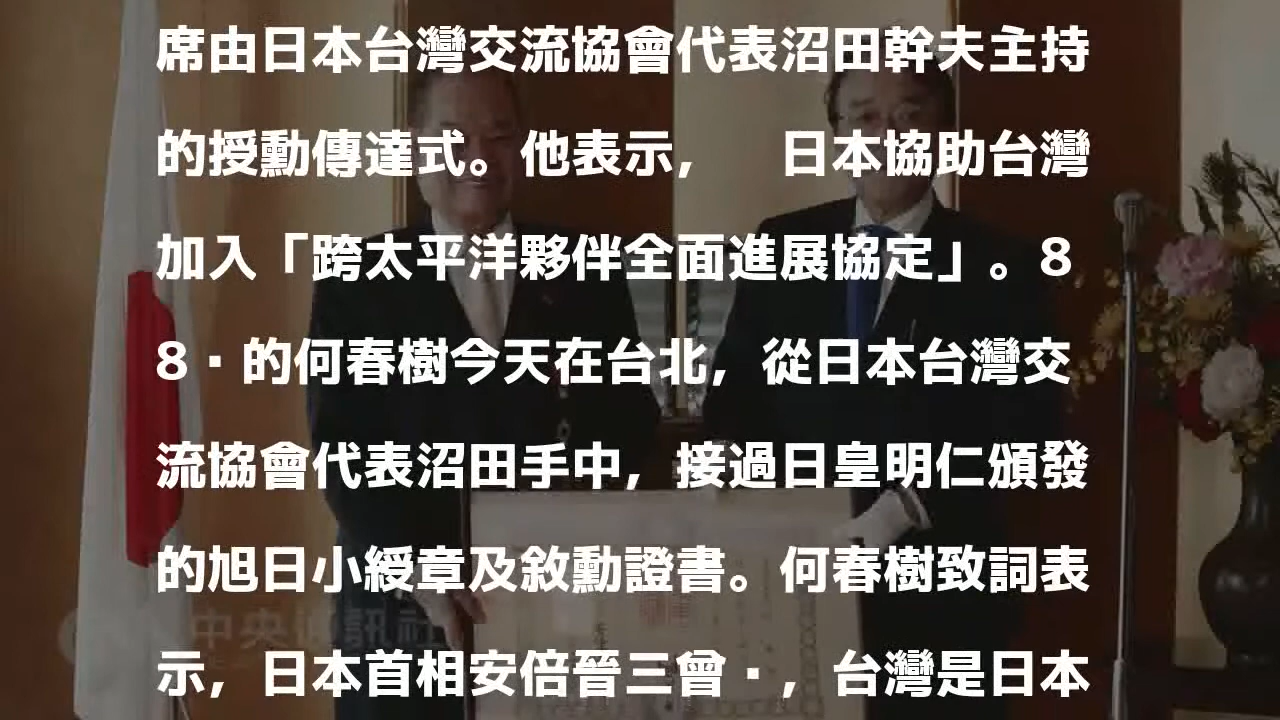 席由日本台灣交流協會代表沼田幹夫主持
的授勳傳達式。他表示，　日本協助台灣
加入「跨太平洋夥伴全面進展協定」。8
8·的何春樹今天在台北，從日本台灣交
流協會代表沼田手中，接過日皇明仁頒發
的旭日小綬章及敘勳證書。何春樹致詞表
示，日本首相安倍晉三曾·，台灣是日本
中央通訊社